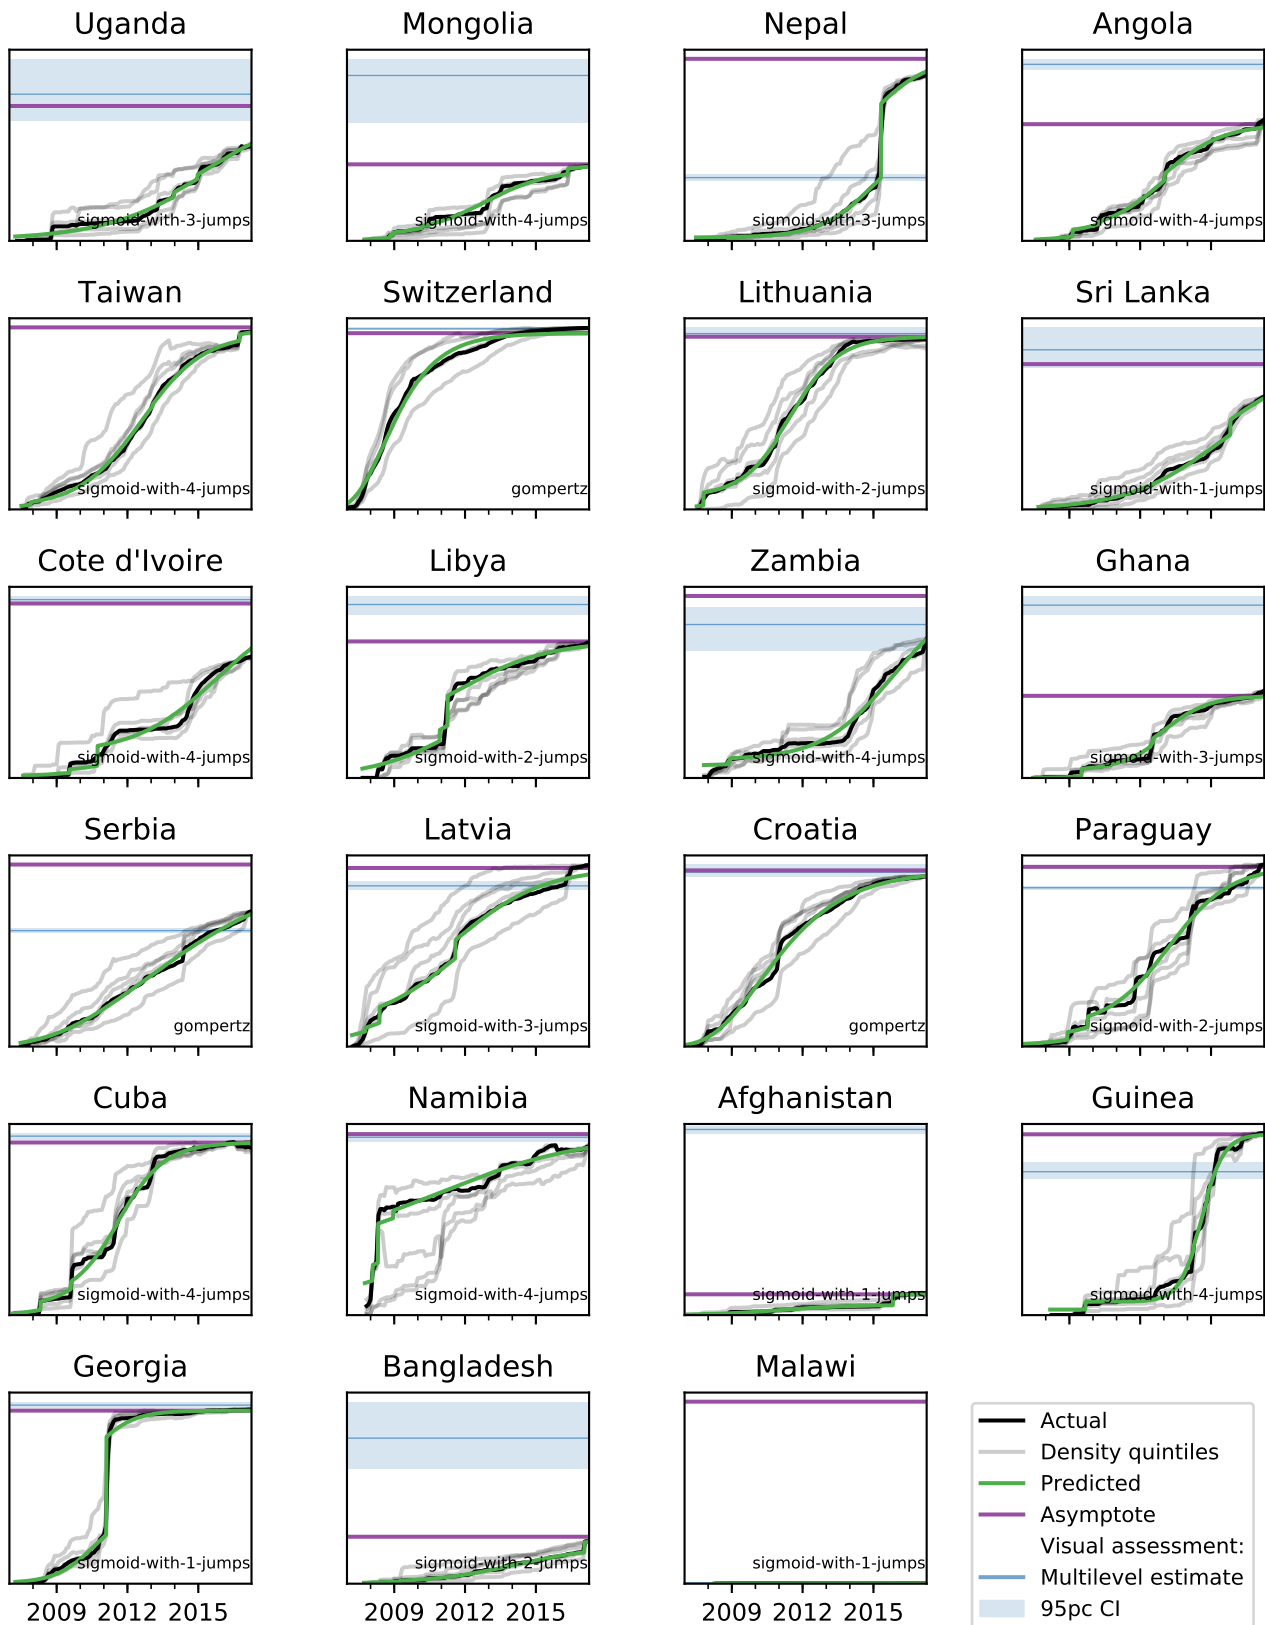 Uganda Mongolia Nepal Angola
sigmoid-with-3-jumps sigmoid-with-4-jumps sigmoid-with-3-jumps sigmoid-with-4-jumps
Taiwan Switzerland Lithuania Sri Lanka
sigmoid-with-4-jumps gompertz sigmoid-with-2-jumps sigmoid-with-1-jumps
Cote d'Ivoire Libya Zambia Ghana
sigmoid-with-4-jumps sigmoid-with-2-jumps sigmoid-with-4-jumps sigmoid-with-3-jumps
Serbia Latvia Croatia Paraguay
gompertz sigmoid-with-3-jumps gompertz sigmoid-with-2-jumps
Cuba Namibia Afghanistan Guinea
sigmoid-with-4-jumps sigmoid-with-4-jumps sigmoid-with-1-jumps sigmoid-with-4-jumps
Georgia Bangladesh Malawi
sigmoid-with-1-jumps sigmoid-with-2-jumps sigmoid-with-1-jumps
2009 2012 2015 2009 2012 2015 2009 2012 2015
Actual
Density quintiles
Predicted
Asymptote
Visual assessment:
Multilevel estimate
95pc CI